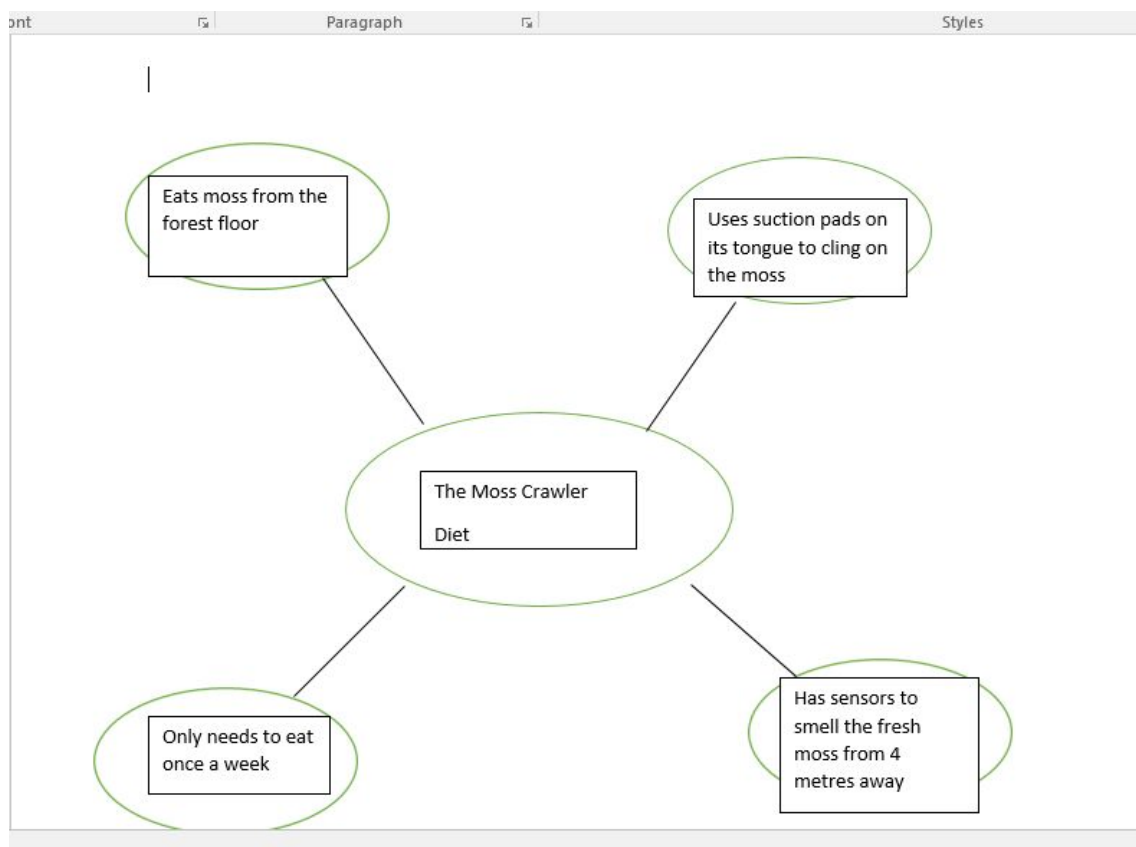 ont Paragraph Styles
Eats moss from the
forest floor
Uses suction pads on
its tongue to cling on
the moss
The Moss Crawler
Diet
Only needs to eat
once a week
Has sensors to
smell the fresh
moss from 4
metres away